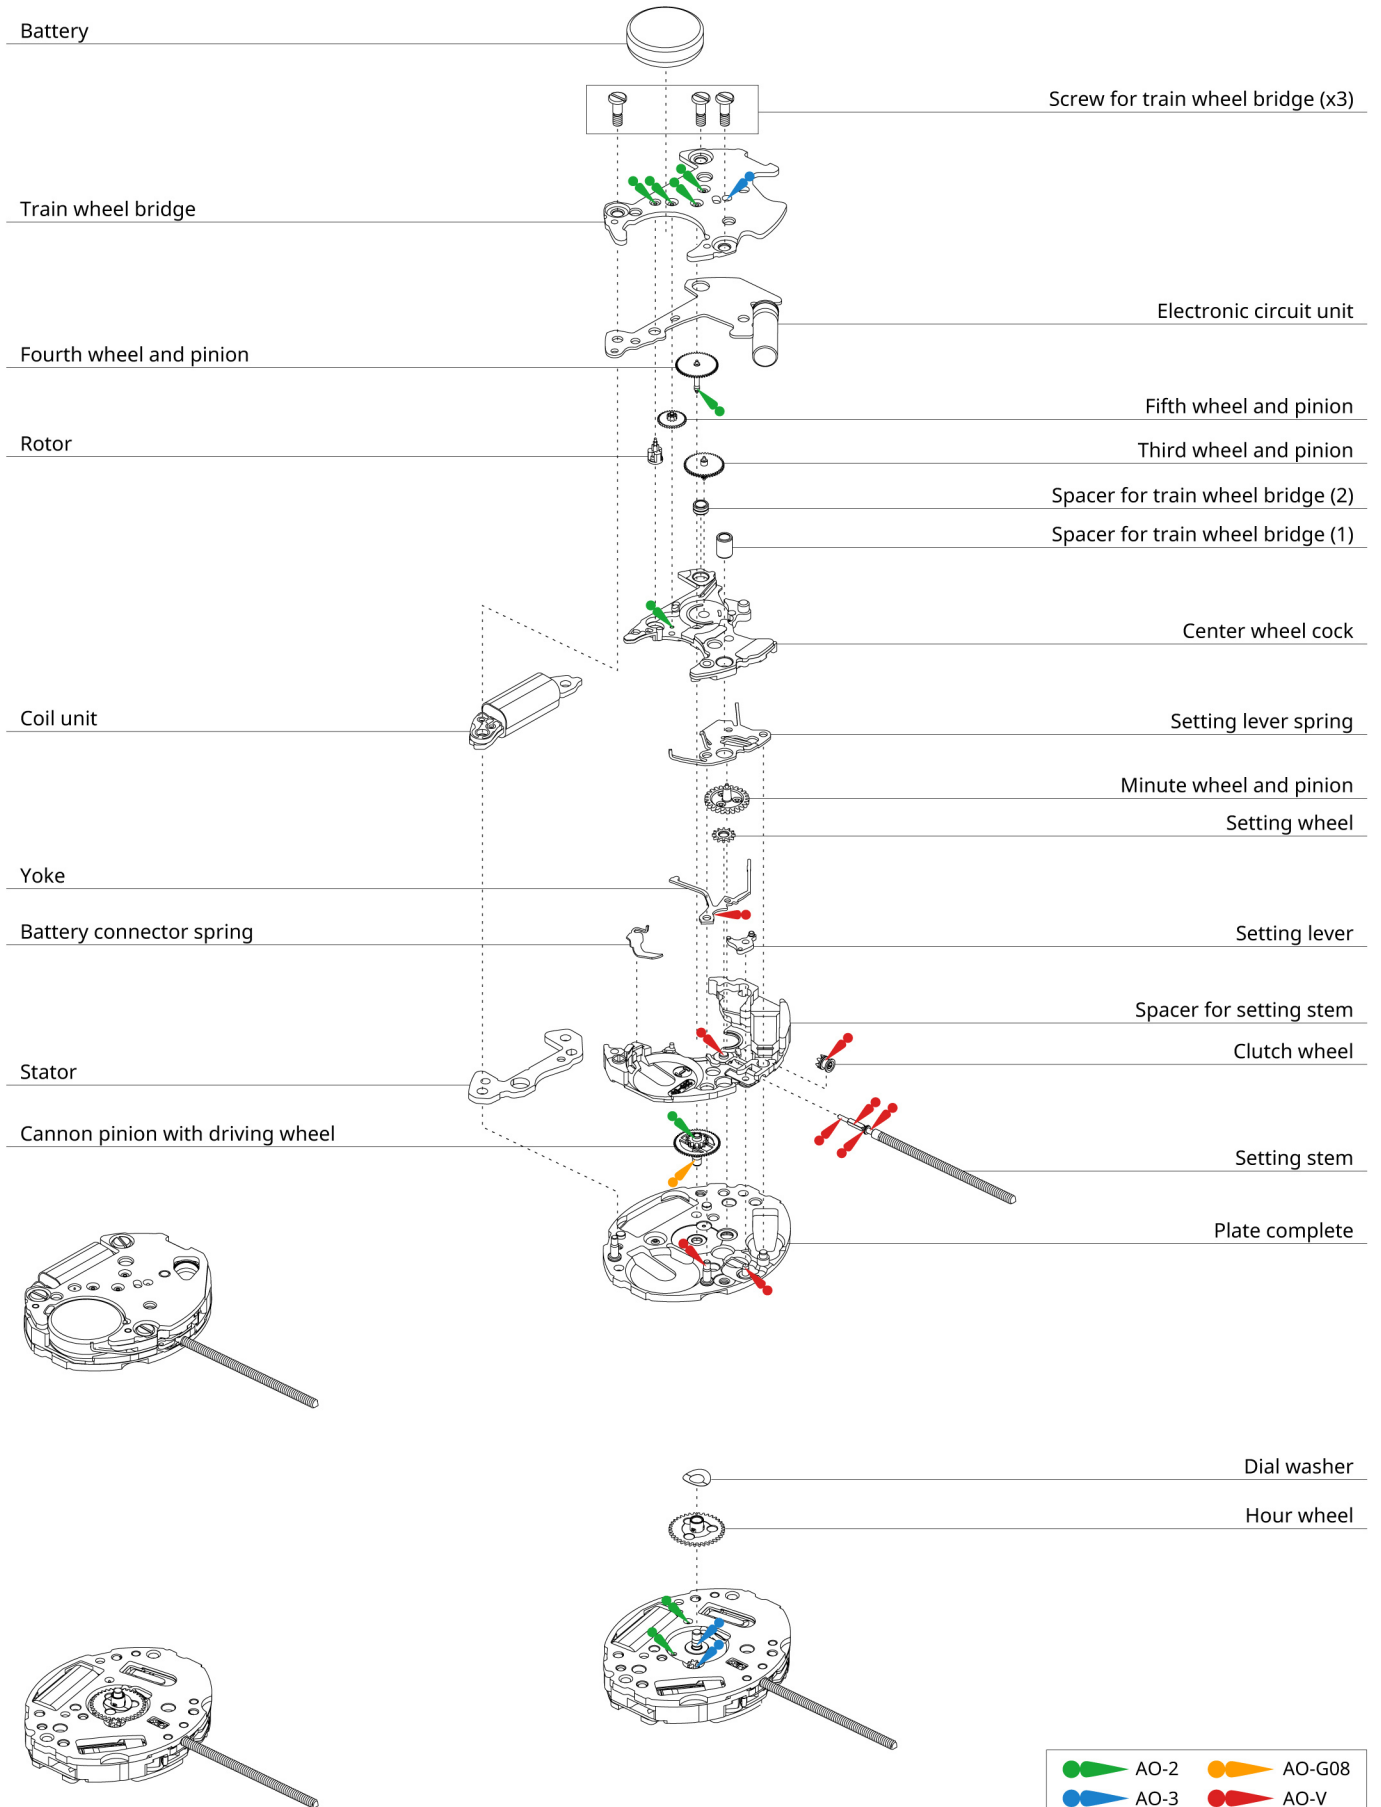 Battery
Screw for train wheel bridge (x3)
Train wheel bridge
Electronic circuit unit
Fourth wheel and pinion
Fifth wheel and pinion
Rotor
Third wheel and pinion
Spacer for train wheel bridge (2)
Spacer for train wheel bridge (1)
Center wheel cock
Coil unit
Setting lever spring
Minute wheel and pinion
Setting wheel
Yoke
Battery connector spring
Setting lever
Spacer for setting stem
Clutch wheel
Stator
Cannon pinion with driving wheel
Setting stem
Plate complete
Dial washer
Hour wheel
AO-2 AO-G08
AO-3 AO-V